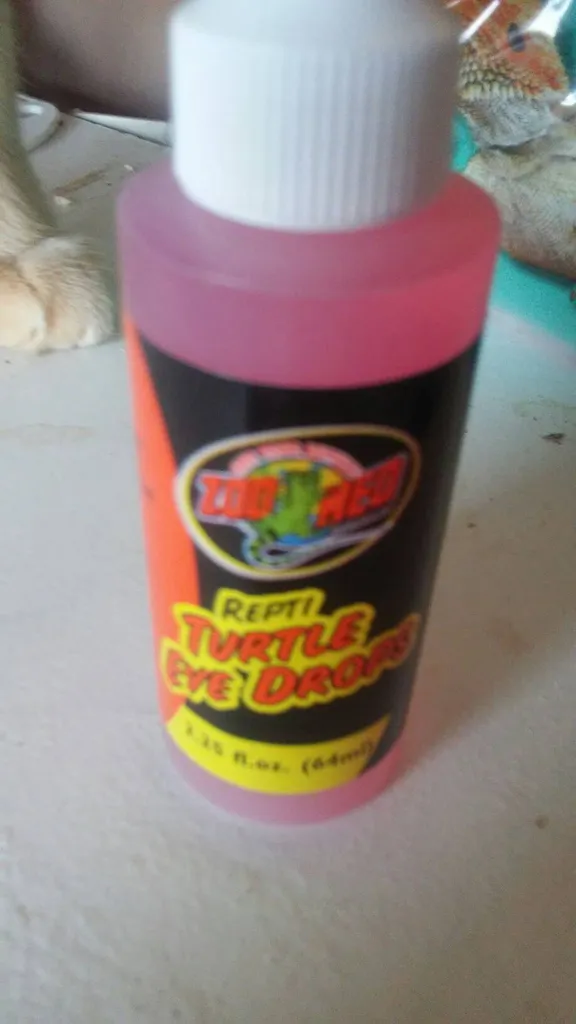 ZOO MED
REPTI
TURTLE
EYE DROPS
2.25 fl.oz. (64ml)